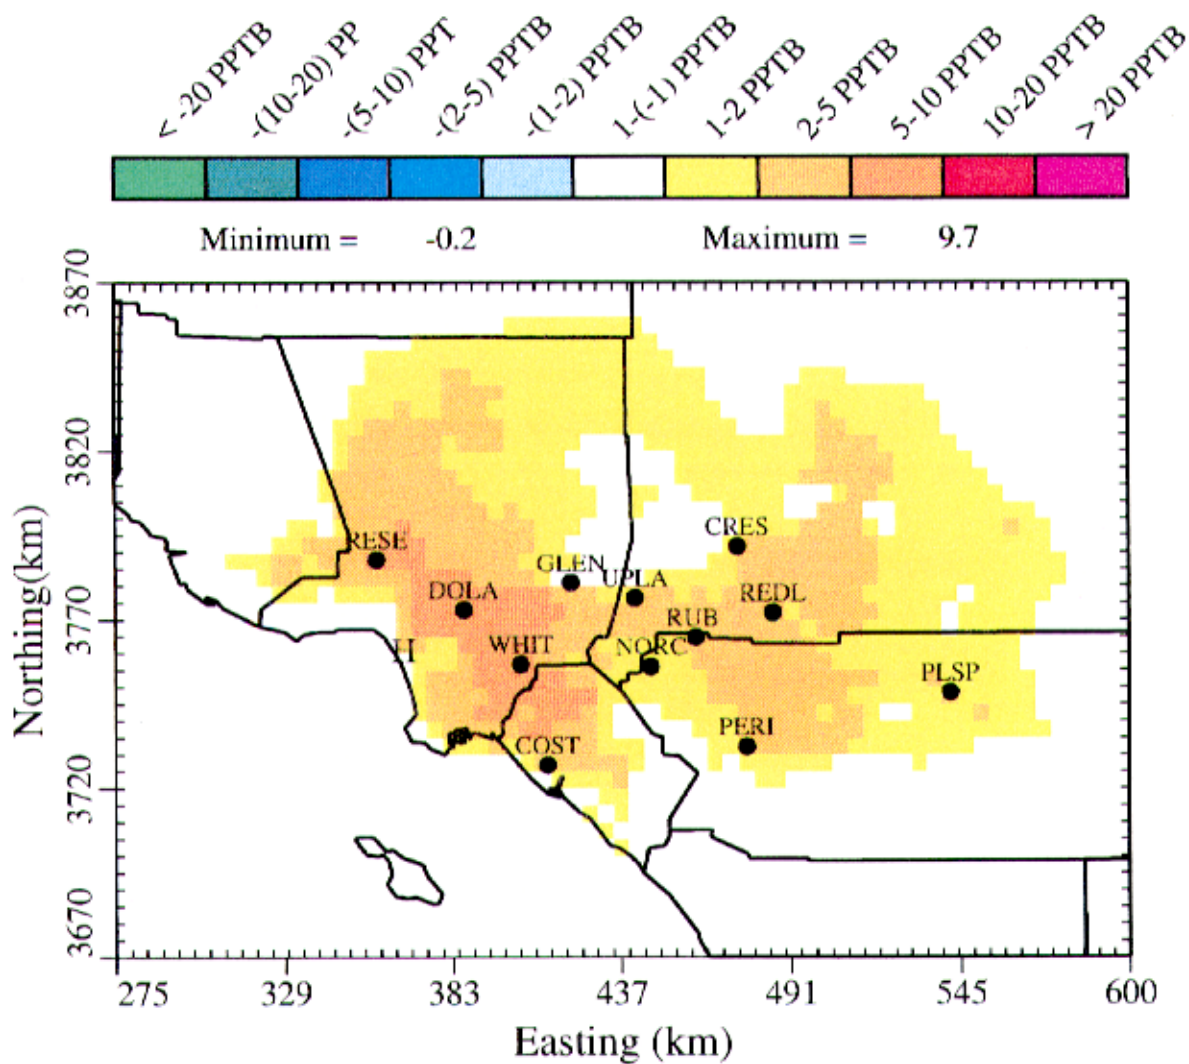 < -20 PPTB
-(10-20) PP
-(5-10) PPT
-(2-5) PPTB
-(1-2) PPTB
1-(-1) PPTB
1-2 PPTB
2-5 PPTB
5-10 PPTB
10-20 PPTB
> 20 PPTB
Minimum = -0.2 Maximum = 9.7
3870
3820
3770
3720
3670
Northing(km)
CRES
RESE
GLEN
UPLA
DOLA
REDL
RUB
WHIT
NORC
H
PLSP
PERI
COST
275 329 383 437 491 545 600
Easting (km)